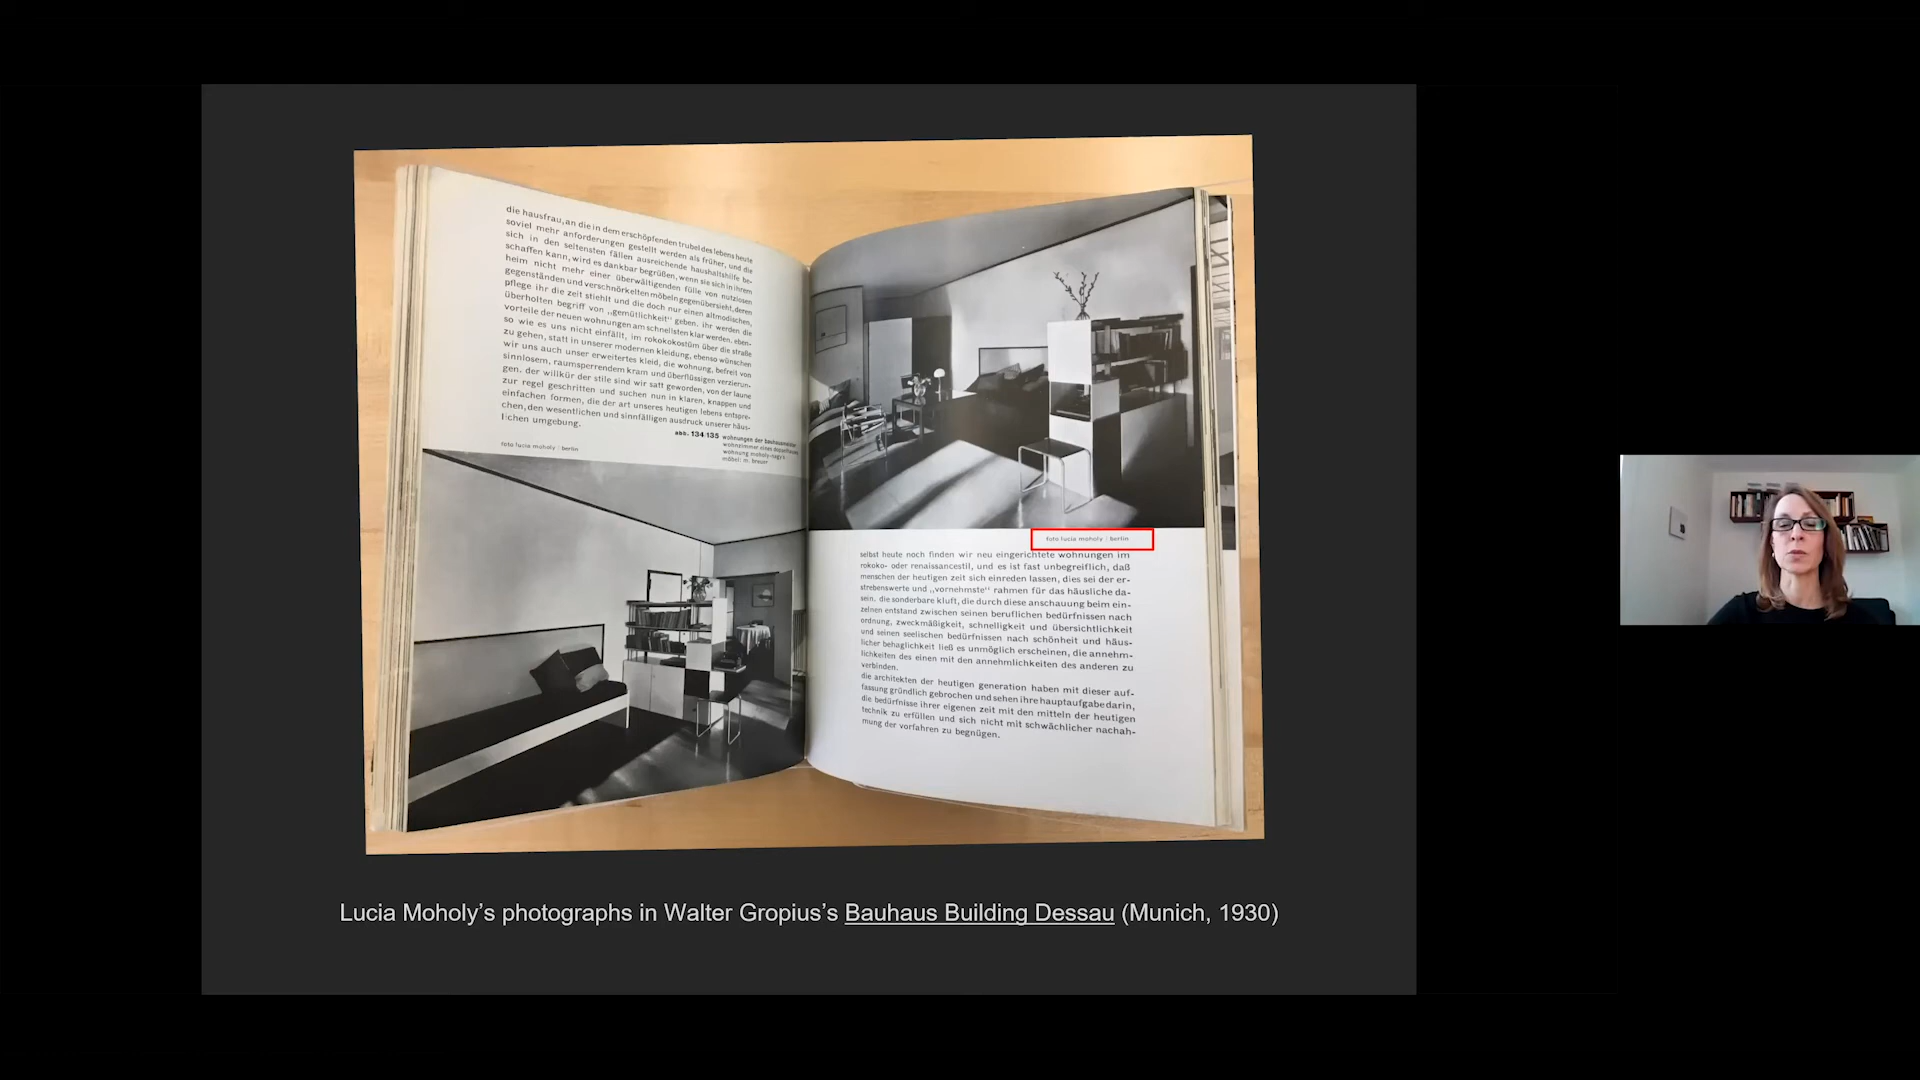 die hausfrau, an die in dem erschöpfenden trubel des lebens heute
soviel mehr anforderungen gestellt werden als früher, und die
sich in den seltensten fällen ausreichende haushaltshilfe be-
schaffen kann, wird es dankbar begrüßen, wenn sie sich in ihrem
heim nicht mehr einer überwältigenden fülle von nutzlosen
gegenständen und verschnörkelten möbeln gegenübersieht, deren
pflege ihr die zeit stiehlt und die doch nur einen altmodischen,
überholten begriff von „gemütlichkeit“ geben. ihr werden die
vorteile der neuen wohnungen am schnellsten klar werden. eben-
so wie es uns nicht einfällt, im rokokokostüm über die straße
zu gehen, statt in unserer modernen kleidung, ebenso wünschen
wir uns auch unser erweitertes kleid, die wohnung, befreit von
sinnlosem, raumsperrendem kram und überflüssigen verzierun-
gen. der willkür der stile sind wir satt geworden, von der laune
zur regel geschritten und suchen nun in klaren, knappen und
einfachen formen, die der art unseres heutigen lebens entspre-
chen, den wesentlichen und sinnfälligen ausdruck unserer häus-
lichen umgebung.
abb. 134 135 wohnungen der bauhausmeister
wohnzimmer eines doppelhauses
wohnung moholy-nagy's
möbel: m. breuer
foto lucia moholy | berlin
foto lucia moholy | berlin
selbst heute noch finden wir neu eingerichtete wohnungen im
rokoko- oder renaissancestil, und es ist fast unbegreiflich, daß
menschen der heutigen zeit sich einreden lassen, dies sei der er-
strebenswerte und „vornehmste“ rahmen für das häusliche da-
sein. die sonderbare kluft, die durch diese anschauung beim ein-
zelnen entstand zwischen seinen beruflichen bedürfnissen nach
ordnung, zweckmäßigkeit, schnelligkeit und übersichtlichkeit
und seinen seelischen bedürfnissen nach schönheit und häus-
licher behaglichkeit ließ es unmöglich erscheinen, die annehm-
lichkeiten des einen mit den annehmlichkeiten des anderen zu
verbinden.
die architekten der heutigen generation haben mit dieser auf-
fassung gründlich gebrochen und sehen ihre hauptaufgabe darin,
die bedürfnisse ihrer eigenen zeit mit den mitteln der heutigen
technik zu erfüllen und sich nicht mit schwächlicher nachah-
mung der vorfahren zu begnügen.
Lucia Moholy’s photographs in Walter Gropius’s Bauhaus Building Dessau (Munich, 1930)